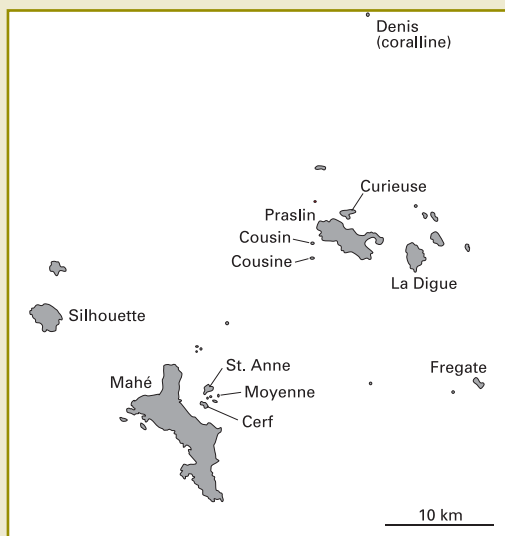 Denis
(coralline)
Curieuse
Praslin
Cousin
Cousine
La Digue
Silhouette
St. Anne
Mahé
Moyenne
Fregate
Cerf
10 km